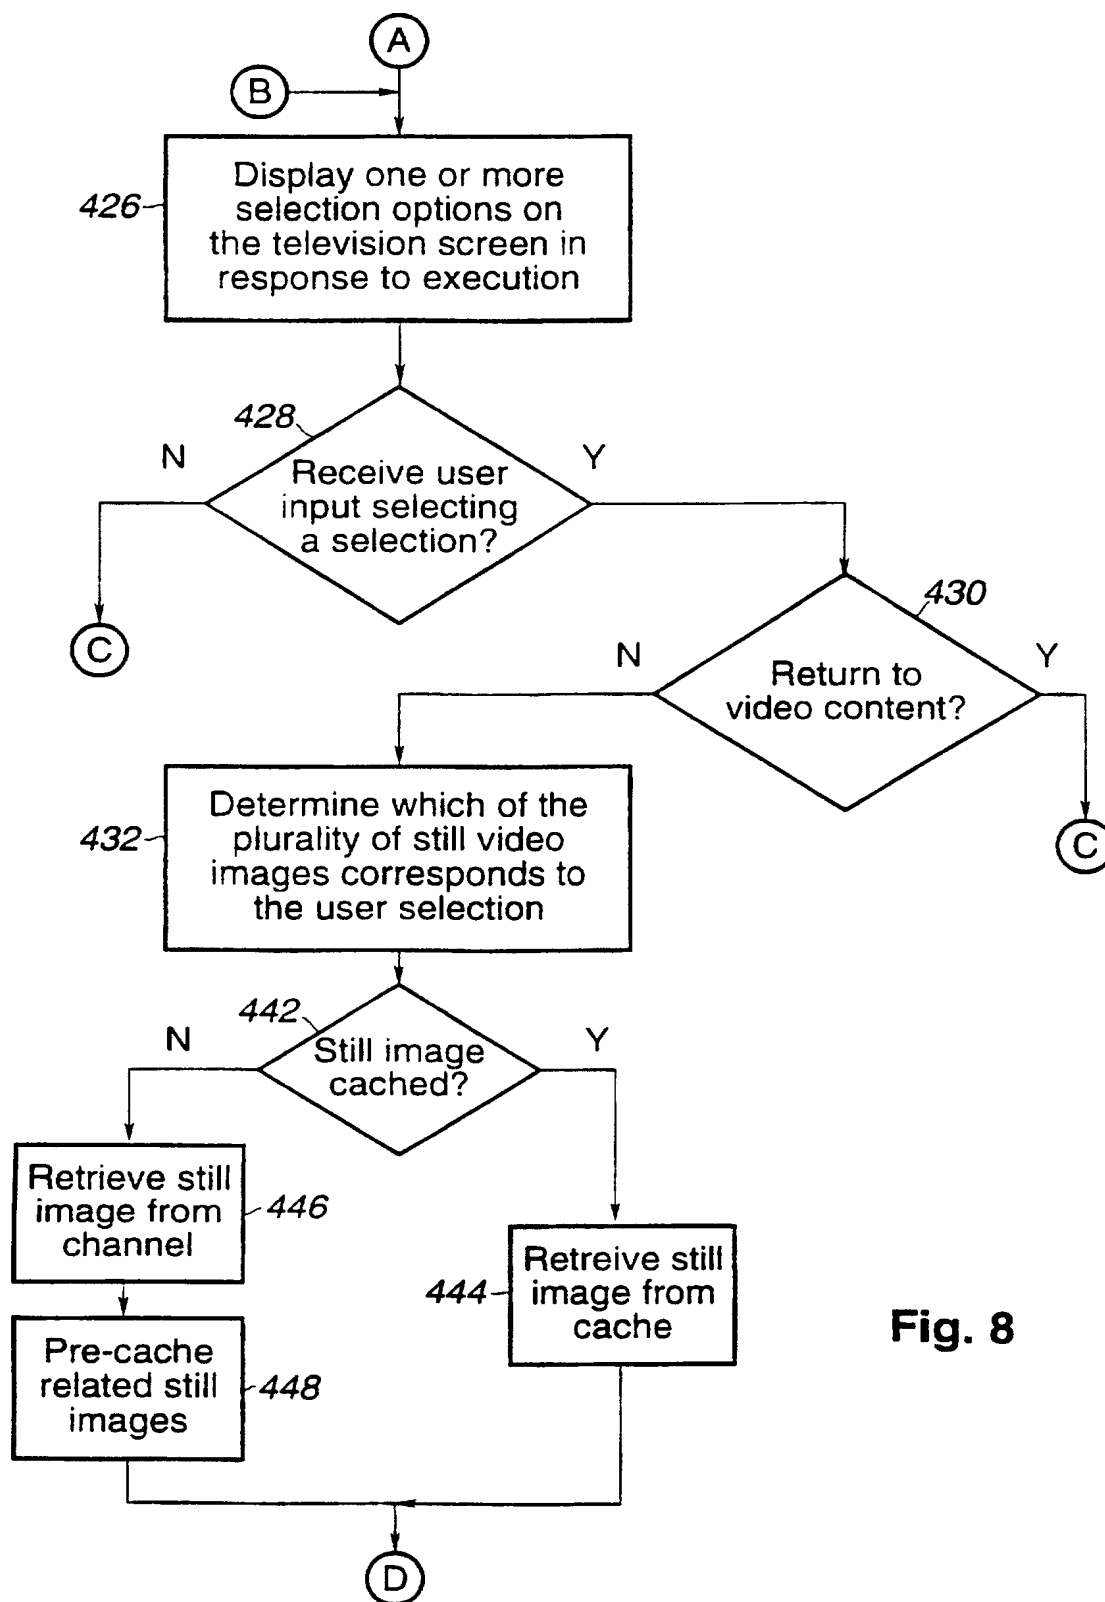 A
B
426
Display one or more
selection options on
the television screen in
response to execution
428
N
Y
Receive user
input selecting
a selection?
C
430
N
Y
Return to
video content?
C
432
Determine which of the
plurality of still video
images corresponds to
the user selection
442
N
Y
Still image
cached?
Retrieve still
image from
channel
446
444
Retreive still
image from
cache
Fig. 8
Pre-cache
related still
images
448
D